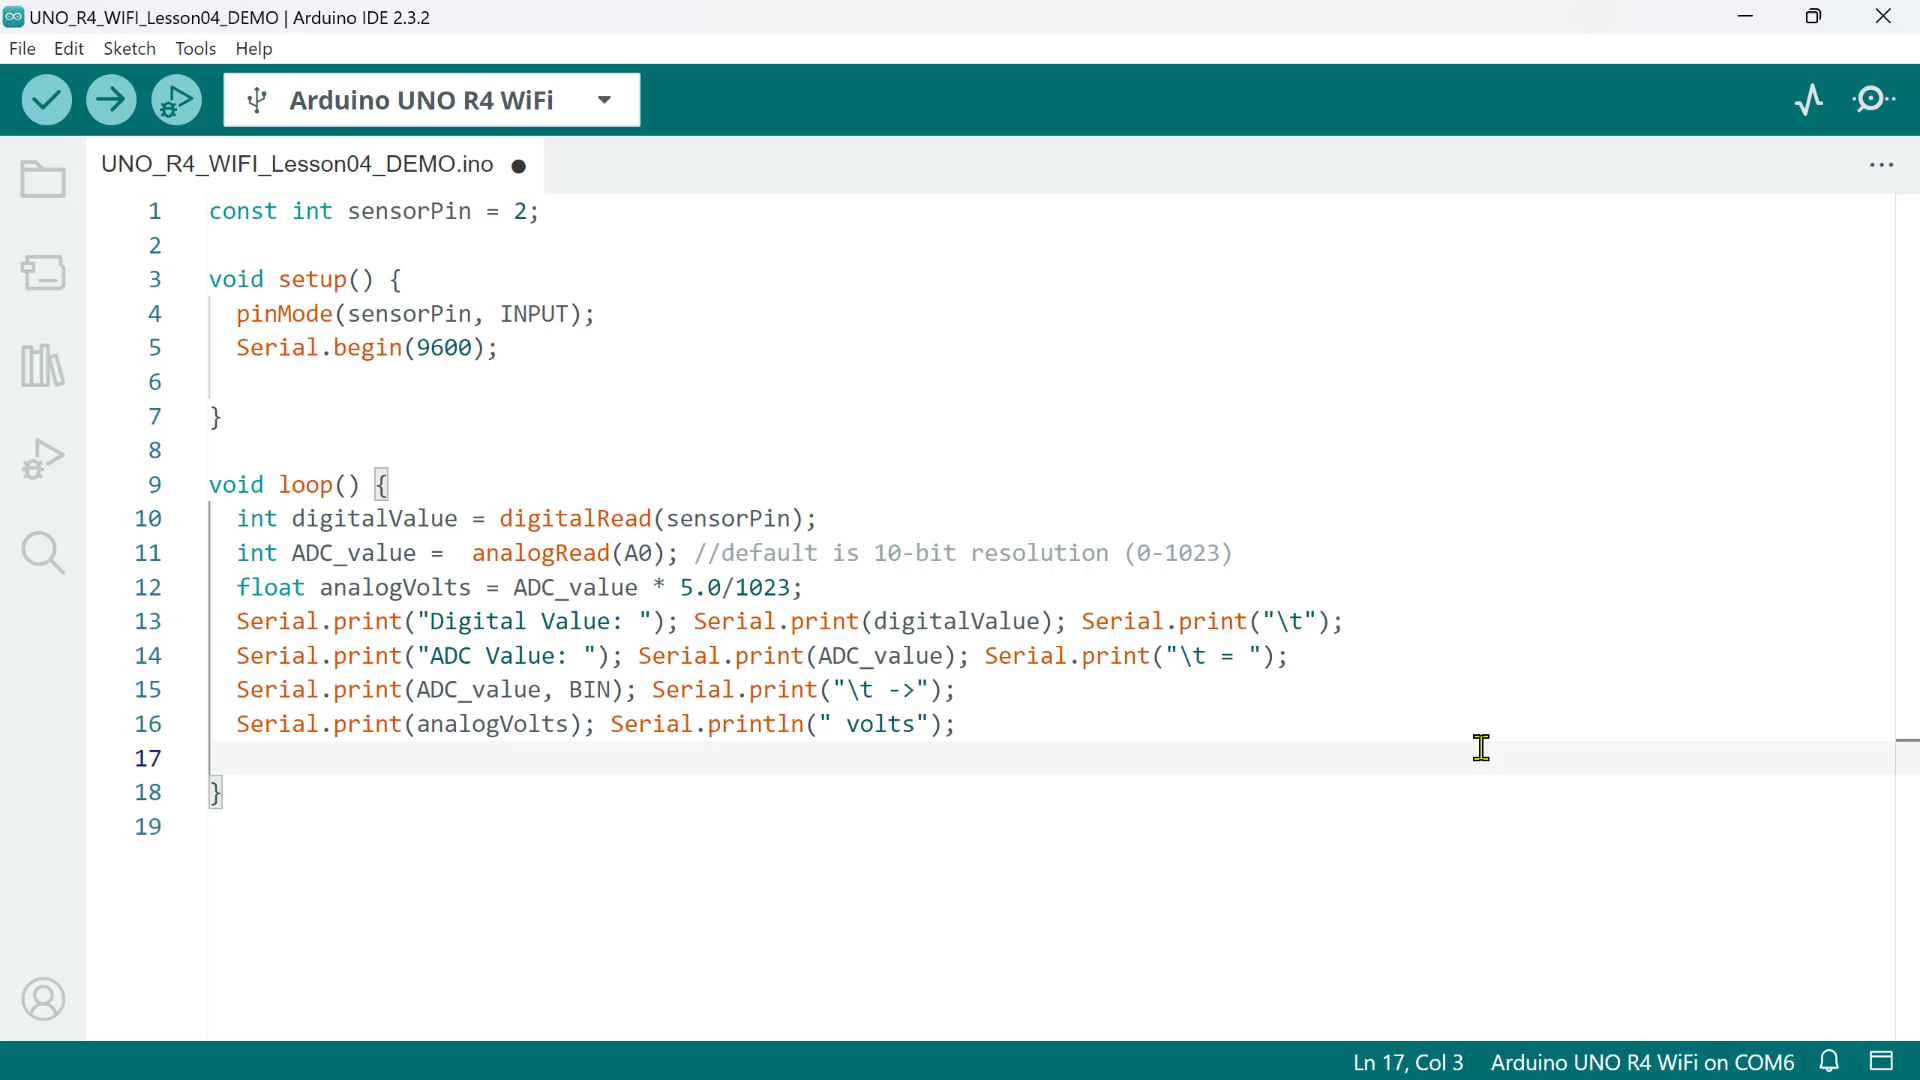 UNO_R4_WIFI_Lesson04_DEMO | Arduino IDE 2.3.2
File Edit Sketch Tools Help
Arduino UNO R4 WiFi
UNO_R4_WIFI_Lesson04_DEMO.ino
1 const int sensorPin = 2;
2
3 void setup() {
4 pinMode(sensorPin, INPUT);
5 Serial.begin(9600);
6
7 }
8
9 void loop() {
10 int digitalValue = digitalRead(sensorPin);
11 int ADC_value =  analogRead(A0); //default is 10-bit resolution (0-1023)
12 float analogVolts = ADC_value * 5.0/1023;
13 Serial.print("Digital Value: "); Serial.print(digitalValue); Serial.print("\t");
14 Serial.print("ADC Value: "); Serial.print(ADC_value); Serial.print("\t = ");
15 Serial.print(ADC_value, BIN); Serial.print("\t ->");
16 Serial.print(analogVolts); Serial.println(" volts");
17
18 }
19
Ln 17, Col 3 Arduino UNO R4 WiFi on COM6